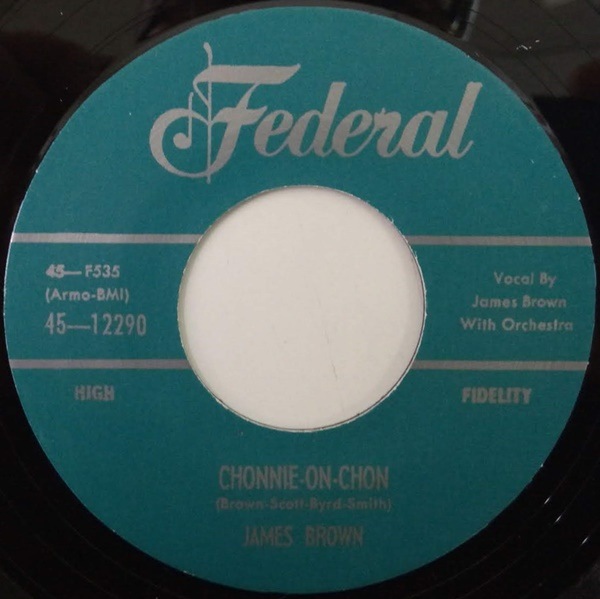 Federal
45—F535
(Armo-BMI)
45—12290
Vocal By
James Brown
With Orchestra
HIGH
FIDELITY
CHONNIE-ON-CHON
(Brown-Scott-Byrd-Smith)
JAMES BROWN